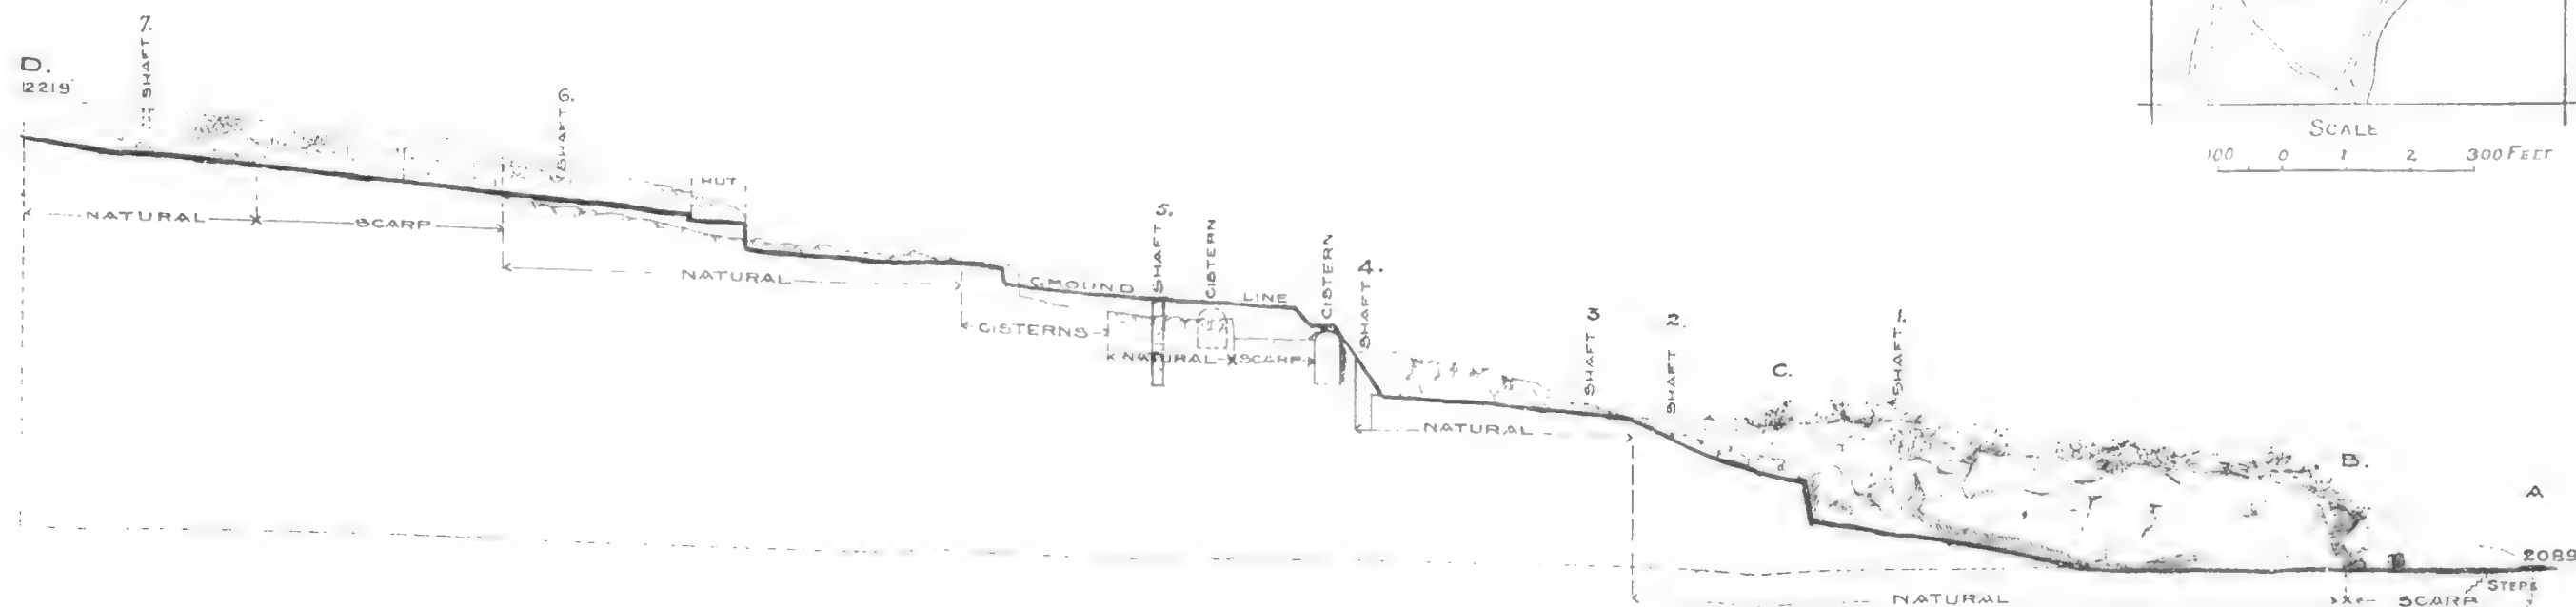 7.
SHAFT
D.
2219
6.
SHAFT
HUT
NATURAL
SCARP
NATURAL
5.
SHAFT
CISTERN
CISTERN
4.
SHAFT
GROUND LINE
CISTERNS
NATURAL
SCARP
NATURAL
SHAFT 3
2.
SHAFT
C.
SHAFT 1.
B.
A
2089
STEPS
NATURAL
SCARP
SCALE
100 0 1 2 300 FEET